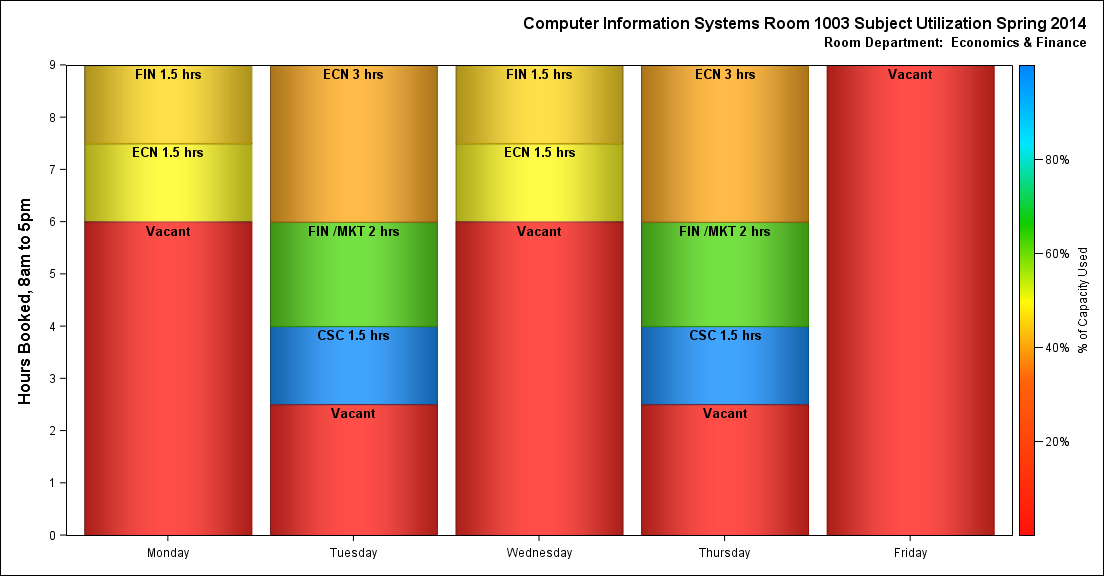 Computer Information Systems Room 1003 Subject Utilization Spring 2014
Room Department:  Economics & Finance
Hours Booked, 8am to 5pm
9
8
7
6
5
4
3
2
1
0
FIN 1.5 hrs
ECN 1.5 hrs
Vacant
ECN 3 hrs
FIN /MKT 2 hrs
CSC 1.5 hrs
Vacant
FIN 1.5 hrs
ECN 1.5 hrs
Vacant
ECN 3 hrs
FIN /MKT 2 hrs
CSC 1.5 hrs
Vacant
Vacant
Monday
Tuesday
Wednesday
Thursday
Friday
80%
60%
40%
20%
% of Capacity Used